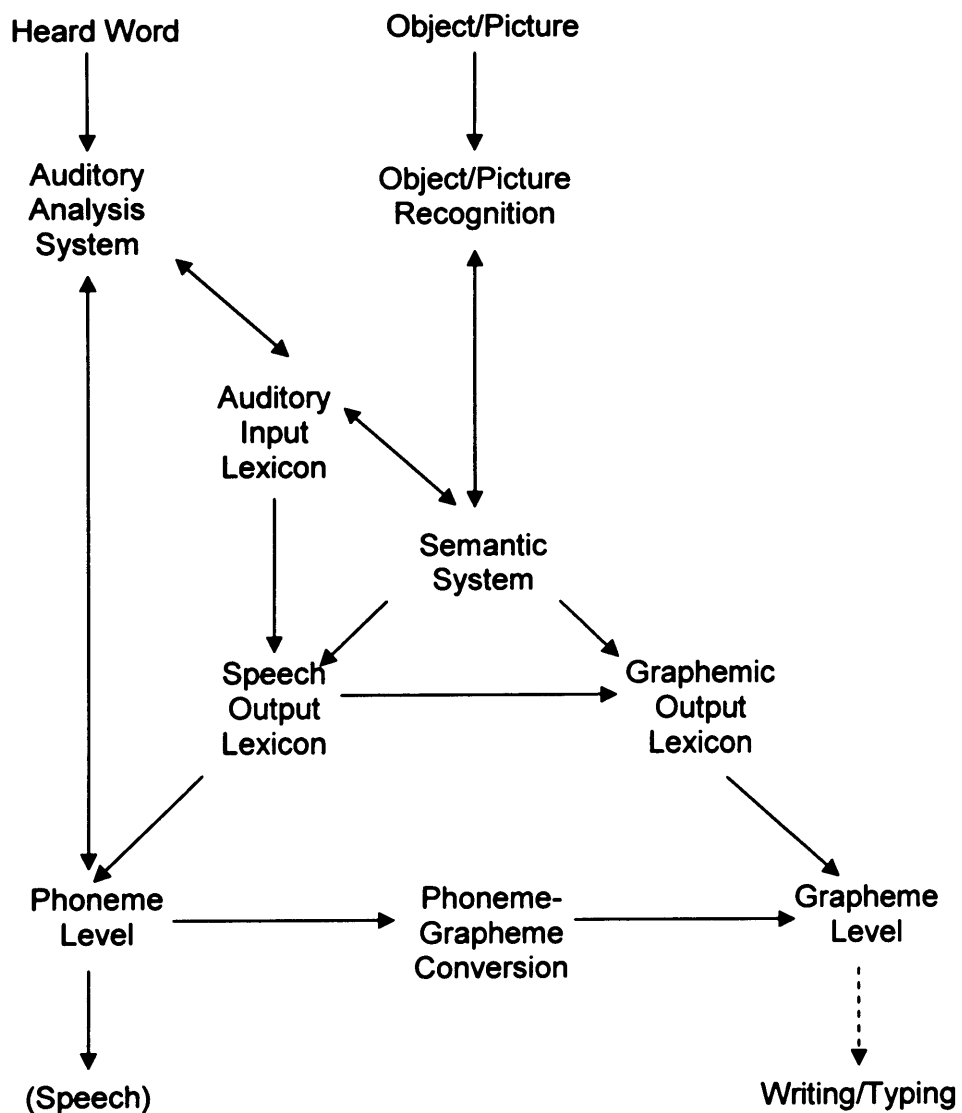 Heard Word
Object/Picture
Auditory
Analysis
System
Object/Picture
Recognition
Auditory
Input
Lexicon
Semantic
System
Speech
Output
Lexicon
Graphemic
Output
Lexicon
Phoneme
Level
Phoneme-
Grapheme
Conversion
Grapheme
Level
(Speech)
Writing/Typing